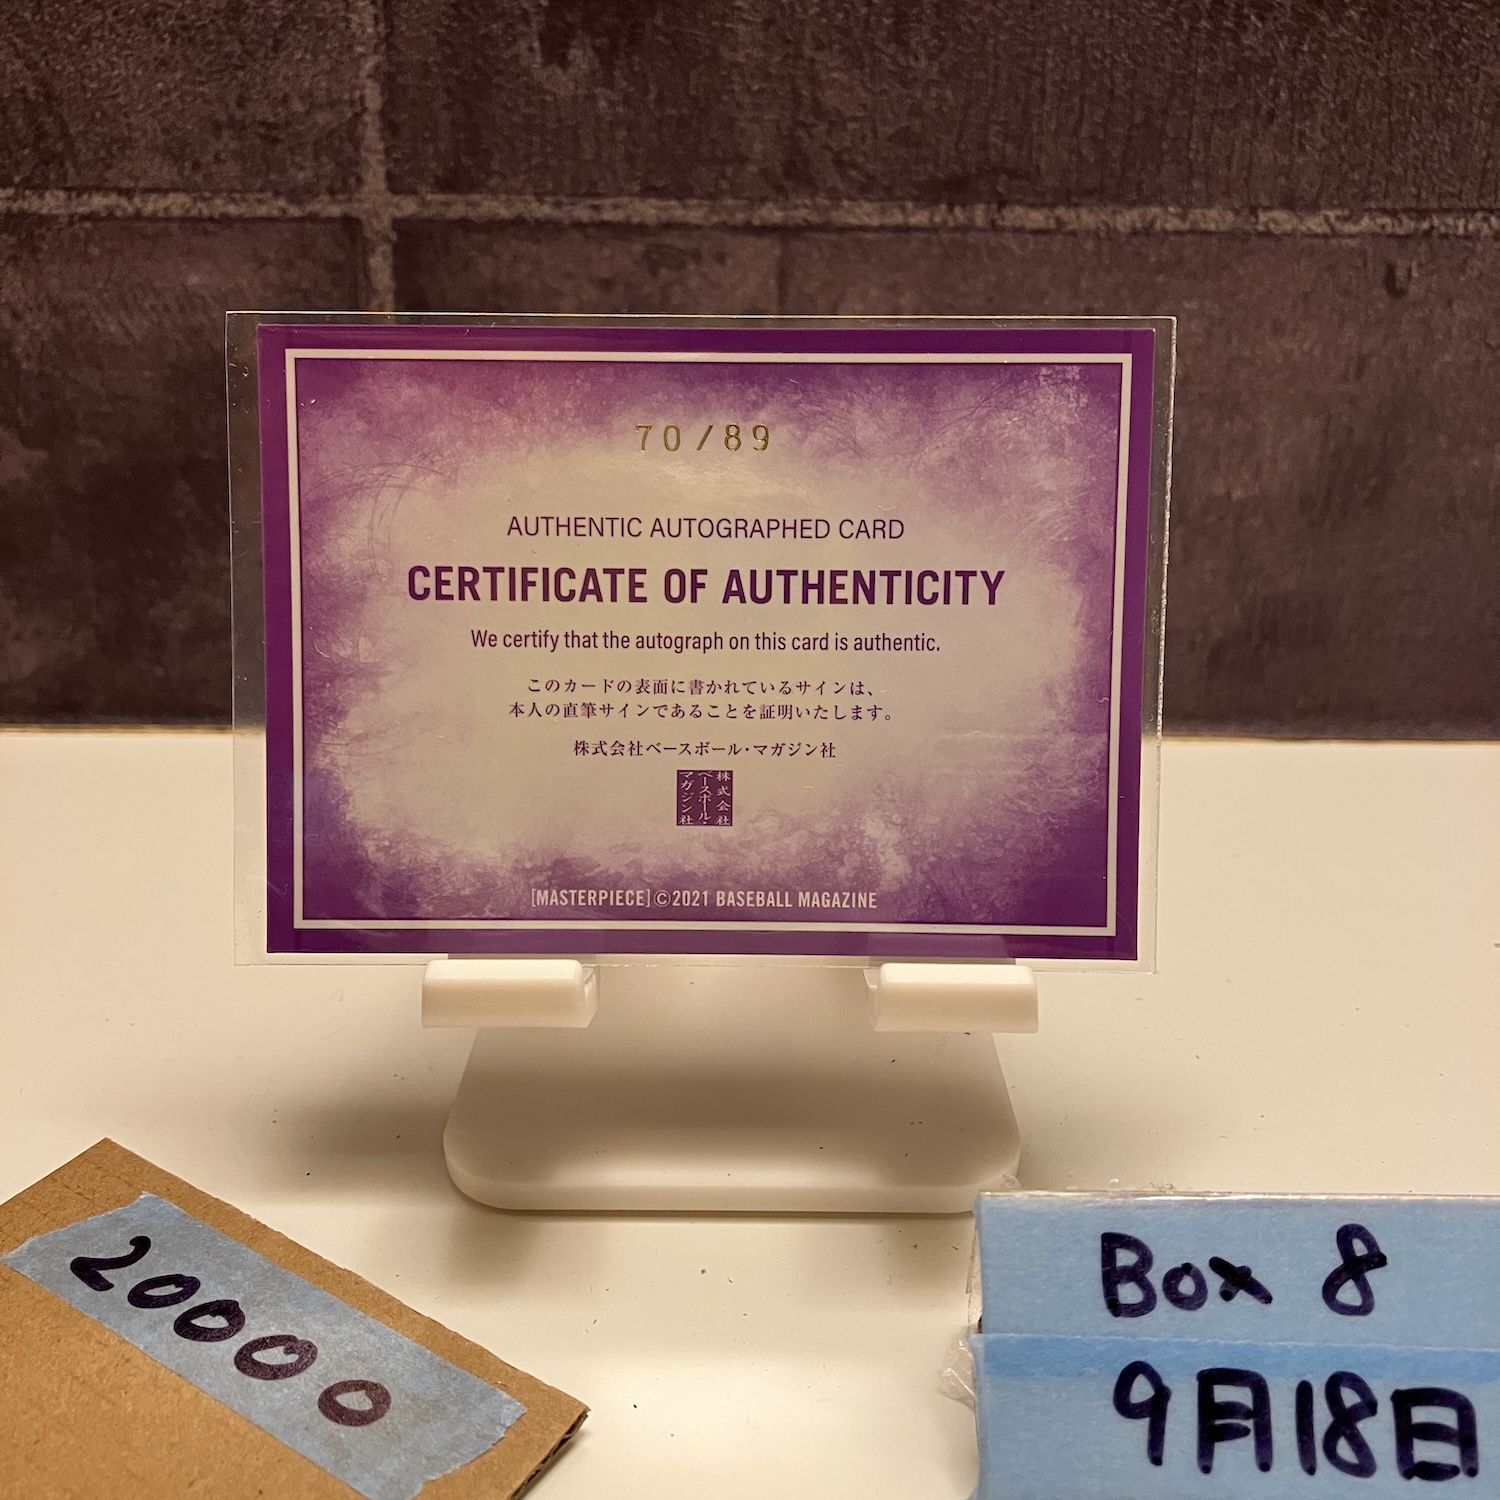 70/89
AUTHENTIC AUTOGRAPHED CARD
CERTIFICATE OF AUTHENTICITY
We certify that the autograph on this card is authentic.
このカードの表面に書かれているサインは、
本人の直筆サインであることを証明いたします。
株式会社ベースボール・マガジン社
株式会社
ベースボール・
マガジン社
[MASTERPIECE]©2021 BASEBALL MAGAZINE
20000
Box 8
9月18日